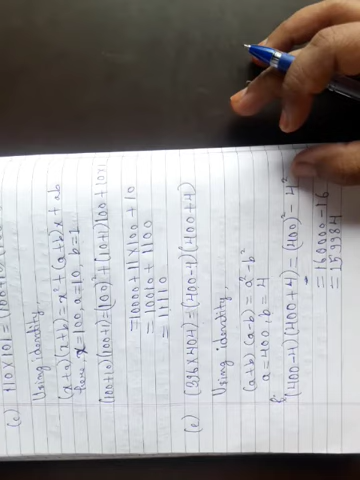 (c) 110×101 = (100+10)(100
Using identity
(x+a)(x+b) = x²+(a+b)x+ab
here x=100 a=10 b=1
(100+10)(100+1) = (100)²+(10+1)100+10×1
= 10000+11×100+10
= 10010+1100
= 11110
(e) (396×404) = (400-4)(400+4)
Using identity,
(a+b)(a-b) = a²-b²
a=400, b=4
(400-4)(400+4) = (400)²-4²
= 160000-16
= 159984